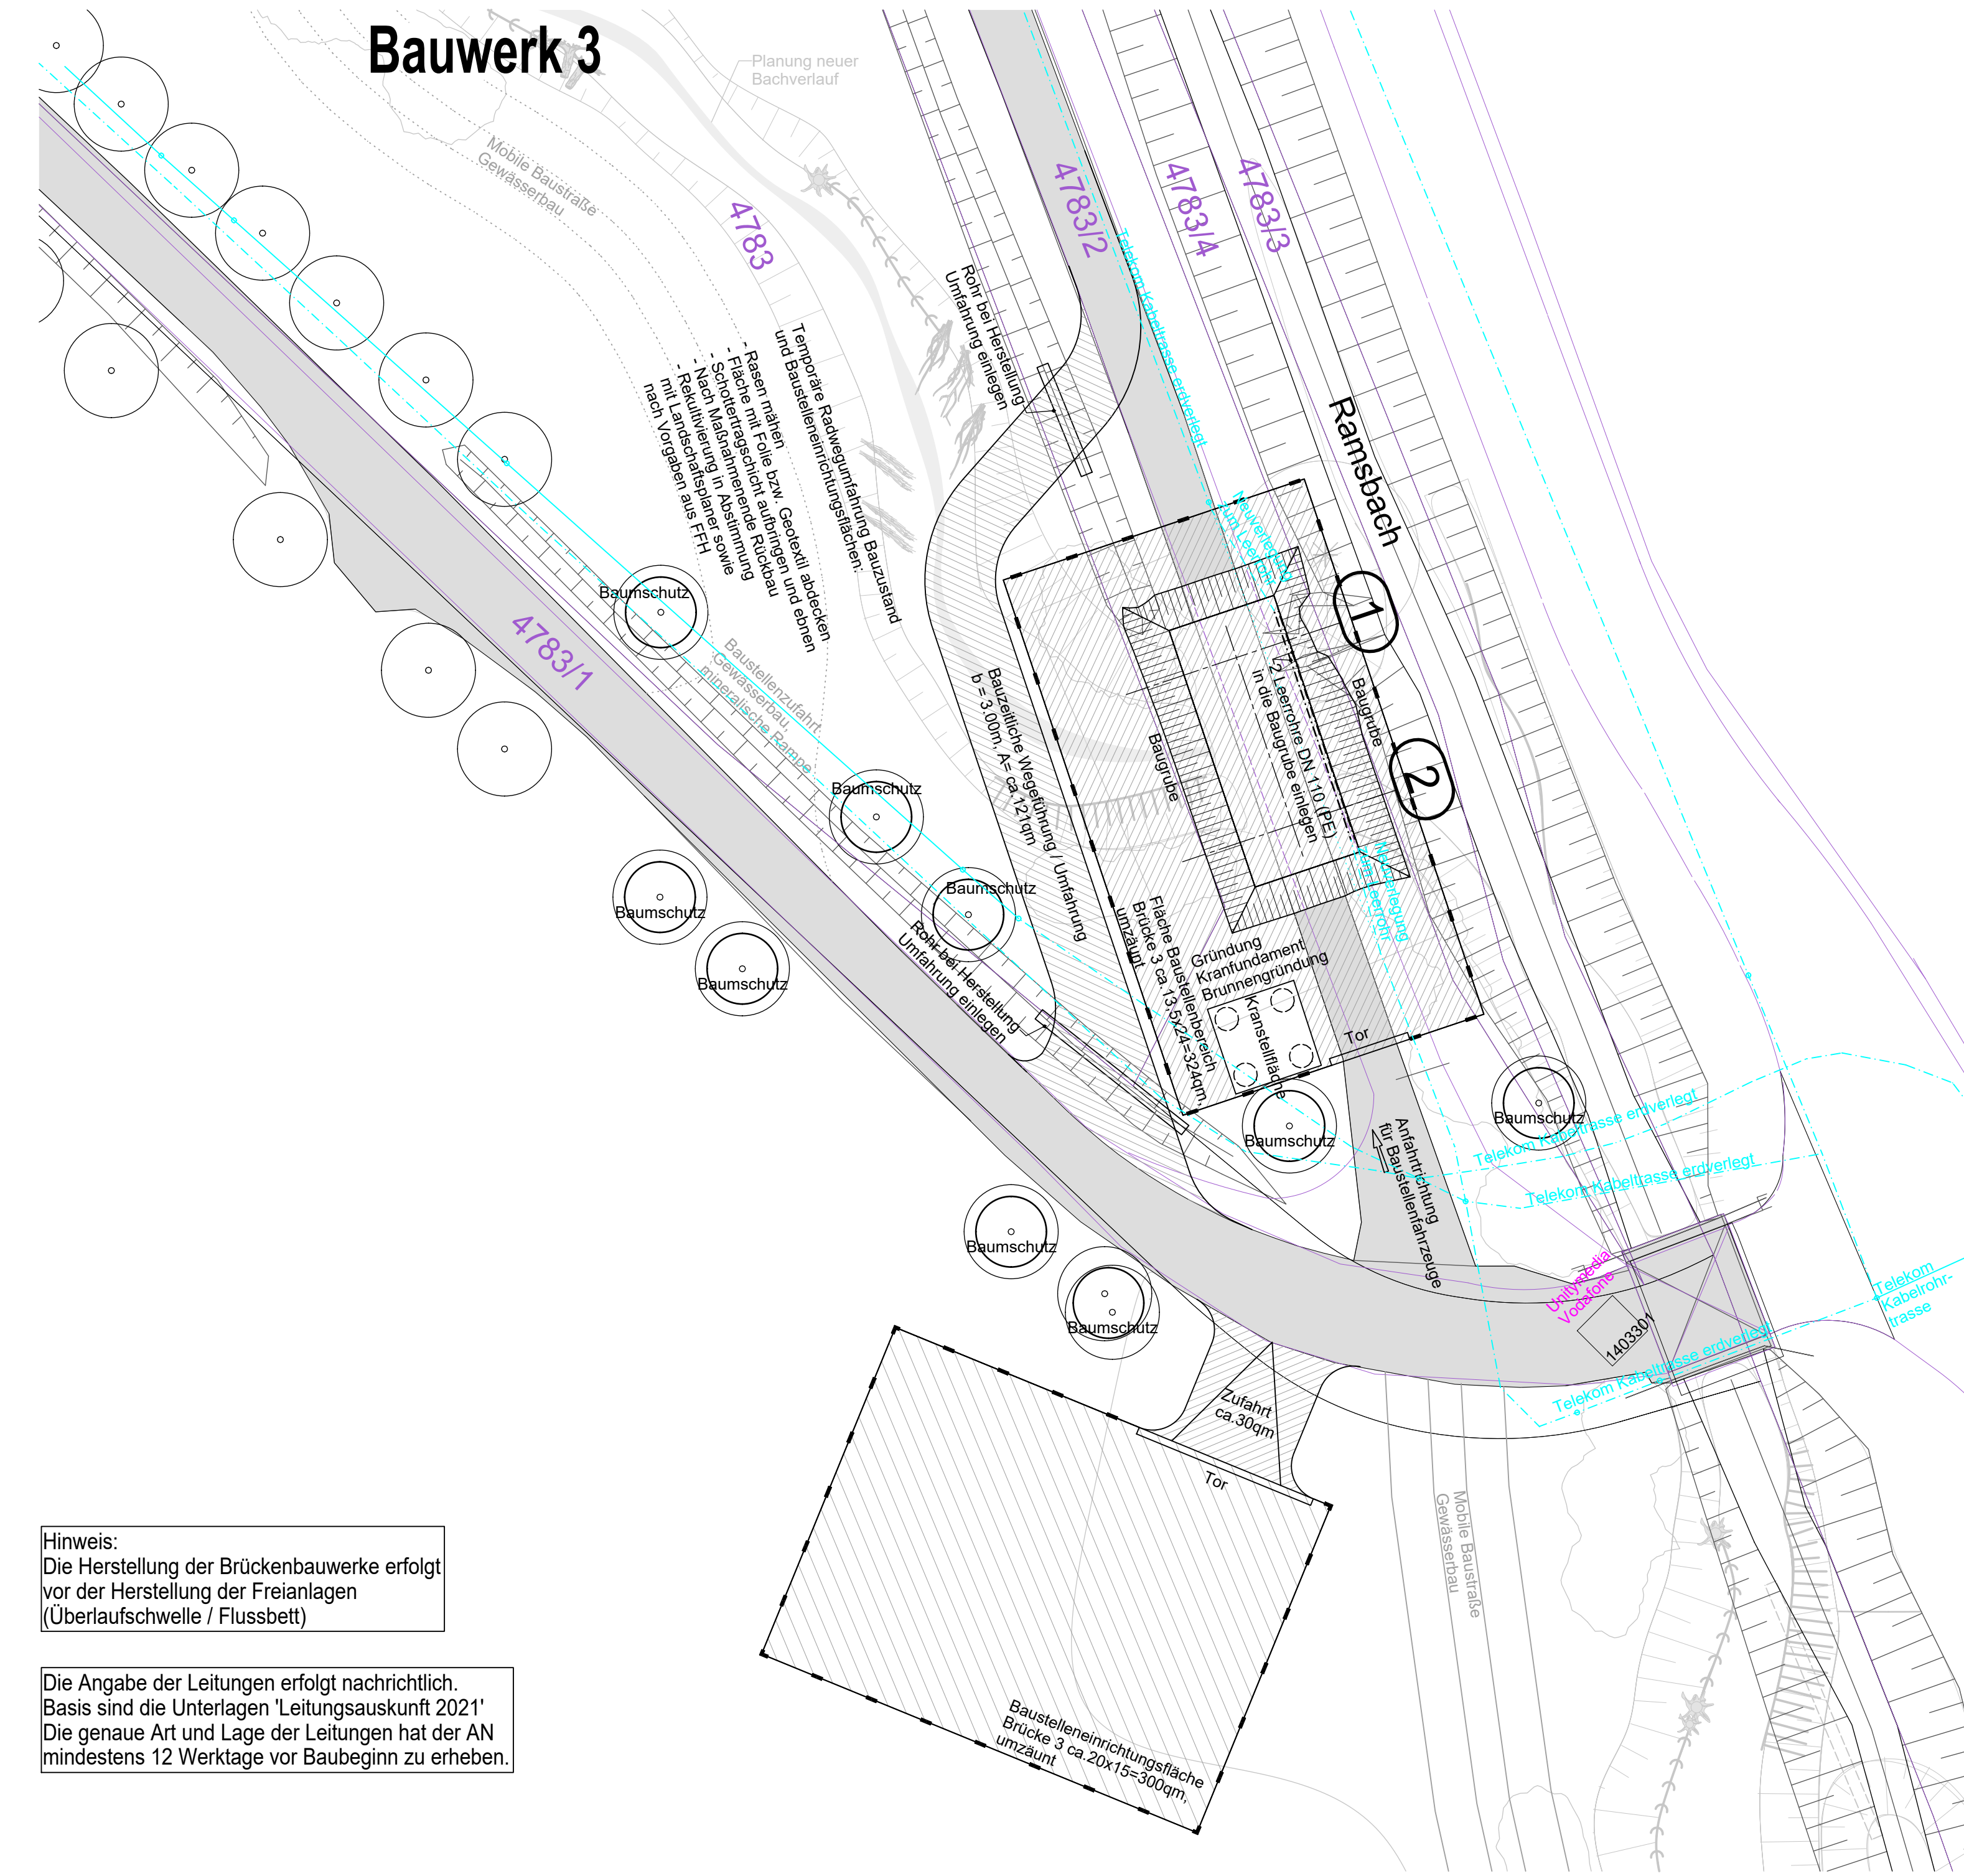 Bauwerk 3
Planung neuer
Bachverlauf
Mobile Baustraße
Gewässerbau
4783
4783/2
4783/4
4783/3
Telekom Kabeltrasse erdverlegt
Rohr bei Herstellung
Umfahrung einlegen
Ramsbach
Temporäre Radwegumfahrung Bauzustand
und Baustelleneinrichtungsflächen:
- Rasen mähen
- Fläche mit Folie bzw. Geotextil abdecken
- Schottertragschicht aufbringen und ebnen
- Nach Maßnahmenende Rückbau
- Rekultivierung in Abstimmung
mit Landschaftsplaner sowie
nach Vorgaben aus FFH
Neuverlegung
zum Leerrohr
1
2
Baumschutz
4783/1
Baustellenzufahrt
Gewässerbau,
mineralische Rampe
Bauzeitliche Wegeführung / Umfahrung
b = 3.00m, A= ca.121qm
Baugrube
2 Leerrohre DN 110 (PE)
in die Baugrube einlegen
Baugrube
Baumschutz
Baumschutz
Baumschutz
Baumschutz
Rohr bei Herstellung
Umfahrung einlegen
Fläche Baustellenbereich
Brücke 3 ca.13,5x24=324qm,
umzäunt
Gründung
Kranfundament
Brunnengründung
Kranstellfläche
Neuverlegung
zum Leerrohr
Tor
Baumschutz
Baumschutz
Anfahrtrichtung
für Baustellenfahrzeuge
Telekom Kabeltrasse erdverlegt
Telekom Kabeltrasse erdverlegt
Baumschutz
Baumschutz
Unitymedia
Vodafone
1403301
Telekom
Kabelrohr-
trasse
Telekom Kabeltrasse erdverlegt
Zufahrt
ca.30qm
Tor
Mobile Baustraße
Gewässerbau
Baustelleneinrichtungsfläche
Brücke 3 ca.20x15=300qm,
umzäunt
Hinweis:
Die Herstellung der Brückenbauwerke erfolgt
vor der Herstellung der Freianlagen
(Überlaufschwelle / Flussbett)
Die Angabe der Leitungen erfolgt nachrichtlich.
Basis sind die Unterlagen 'Leitungsauskunft 2021'
Die genaue Art und Lage der Leitungen hat der AN
mindestens 12 Werktage vor Baubeginn zu erheben.